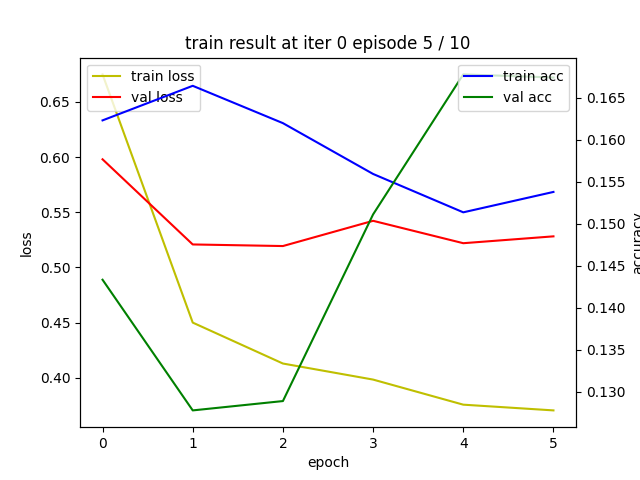 train result at iter 0 episode 5 / 10
train loss
val loss
train acc
val acc
0.65
0.60
0.55
0.50
0.45
0.40
loss
0.165
0.160
0.155
0.150
0.145
0.140
0.135
0.130
accuracy
0 1 2 3 4 5
epoch